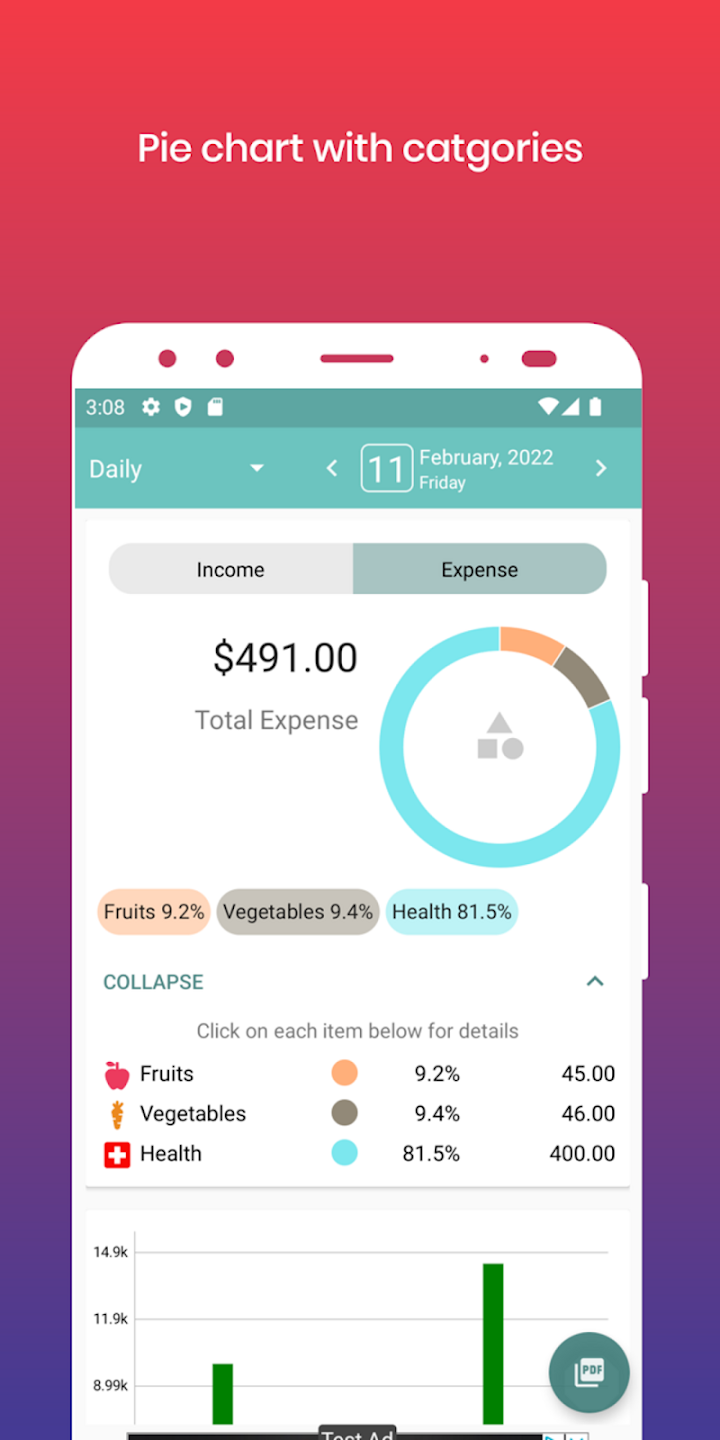 Pie chart with catgories
3:08
Daily
11
February, 2022
Friday
Income
Expense
$491.00
Total Expense
Fruits 9.2%
Vegetables 9.4%
Health 81.5%
COLLAPSE
Click on each item below for details
Fruits 9.2% 45.00
Vegetables 9.4% 46.00
Health 81.5% 400.00
14.9k
11.9k
8.99k
PDF
Test Ad